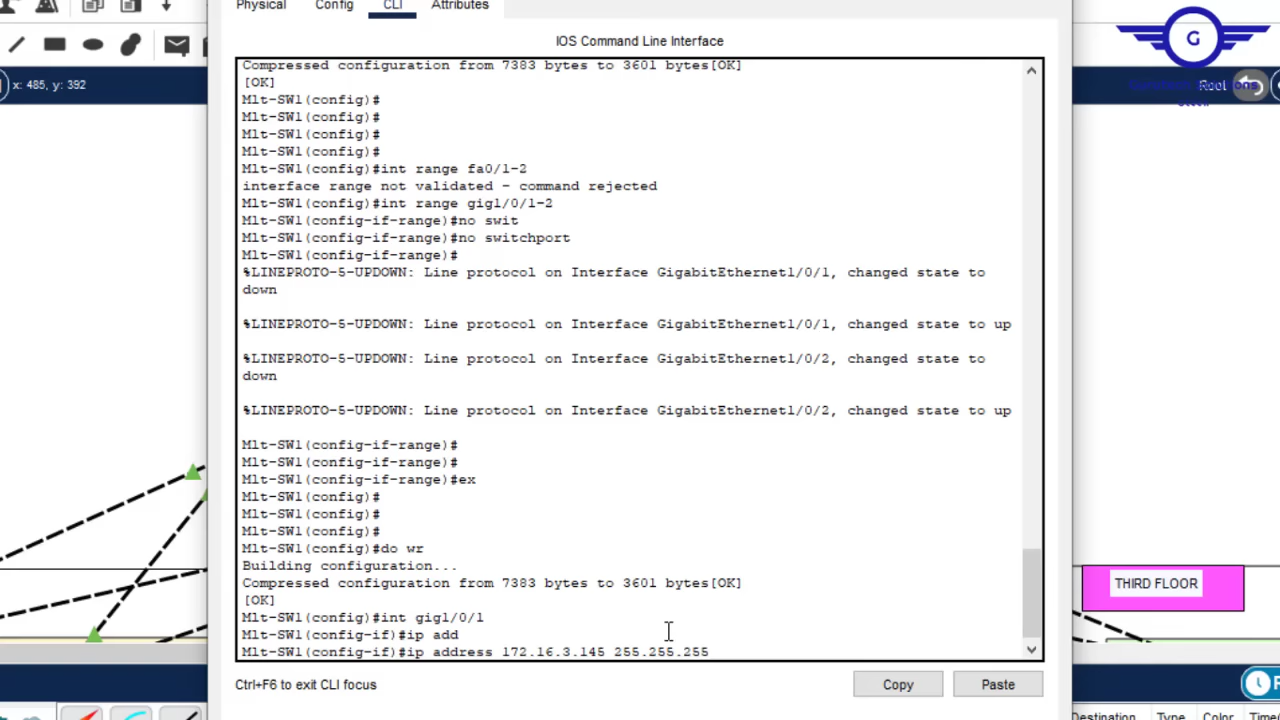 Physical Config CLI Attributes
IOS Command Line Interface
G
x: 485, y: 392
Root
Compressed configuration from 7383 bytes to 3601 bytes[OK]
[OK]
Mlt-SW1(config)#
Mlt-SW1(config)#
Mlt-SW1(config)#
Mlt-SW1(config)#
Mlt-SW1(config)#int range fa0/1-2
interface range not validated - command rejected
Mlt-SW1(config)#int range gig1/0/1-2
Mlt-SW1(config-if-range)#no swit
Mlt-SW1(config-if-range)#no switchport
Mlt-SW1(config-if-range)#
%LINEPROTO-5-UPDOWN: Line protocol on Interface GigabitEthernet1/0/1, changed state to
down
%LINEPROTO-5-UPDOWN: Line protocol on Interface GigabitEthernet1/0/1, changed state to up
%LINEPROTO-5-UPDOWN: Line protocol on Interface GigabitEthernet1/0/2, changed state to
down
%LINEPROTO-5-UPDOWN: Line protocol on Interface GigabitEthernet1/0/2, changed state to up
Mlt-SW1(config-if-range)#
Mlt-SW1(config-if-range)#
Mlt-SW1(config-if-range)#ex
Mlt-SW1(config)#
Mlt-SW1(config)#
Mlt-SW1(config)#
Mlt-SW1(config)#do wr
Building configuration...
Compressed configuration from 7383 bytes to 3601 bytes[OK]
[OK]
Mlt-SW1(config)#int gig1/0/1
Mlt-SW1(config-if)#ip add
Mlt-SW1(config-if)#ip address 172.16.3.145 255.255.255
THIRD FLOOR
Ctrl+F6 to exit CLI focus
Copy Paste
Destination Type Color